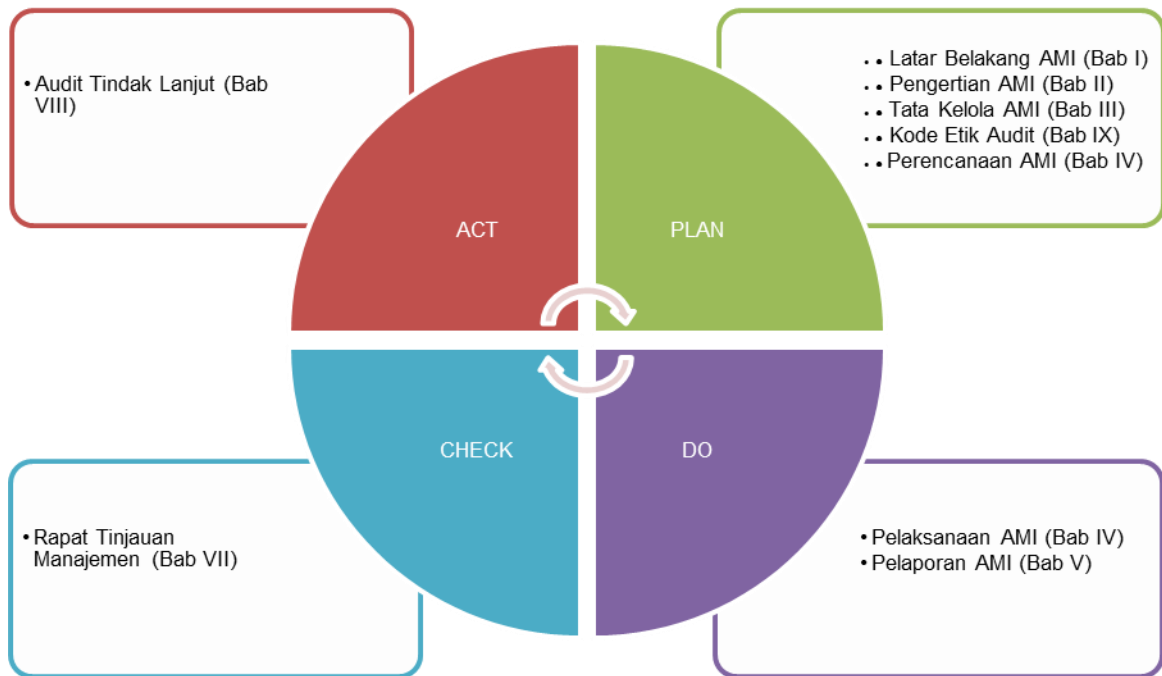 • Audit Tindak Lanjut (Bab
VIII)
• • Latar Belakang AMI (Bab I)
• • Pengertian AMI (Bab II)
• • Tata Kelola AMI (Bab III)
• • Kode Etik Audit (Bab IX)
• • Perencanaan AMI (Bab IV)
ACT
PLAN
CHECK
DO
• Rapat Tinjauan
Manajemen (Bab VII)
• Pelaksanaan AMI (Bab IV)
• Pelaporan AMI (Bab V)